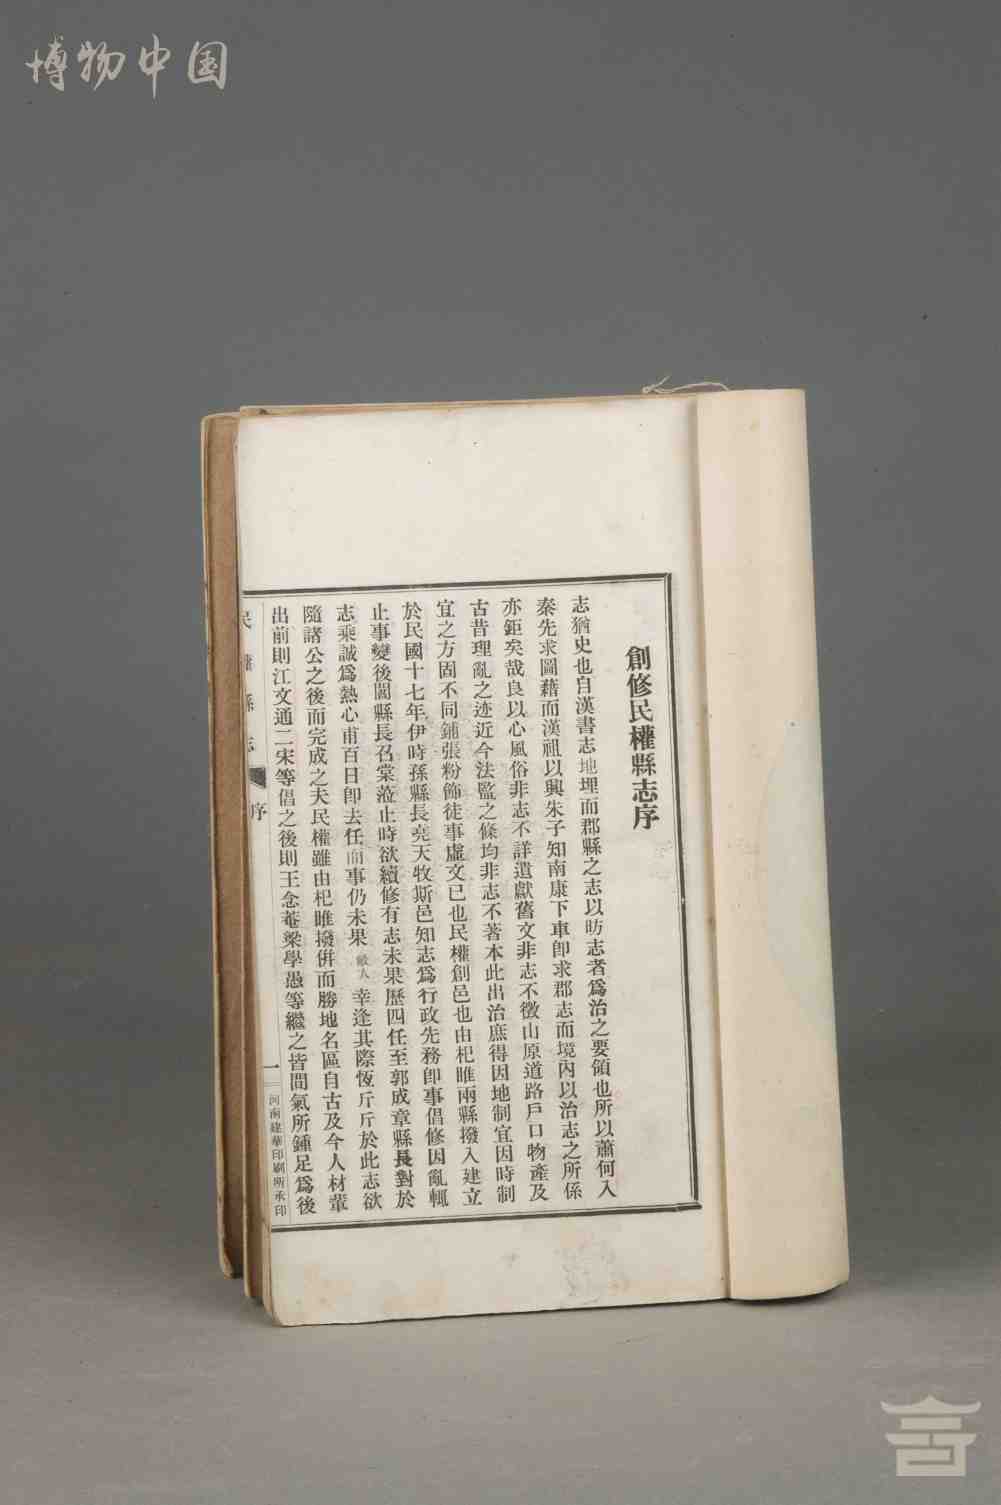 博物中国
創修民權縣志序
志猶史也自漢書志地理而郡縣之志以昉志者爲治之要領也所以蕭何入
秦先求圖藉而漢祖以興朱子知南康下車卽求郡志而境內以治志之所係
亦鉅矣哉良以心風俗非志不詳遺獻舊文非志不徵山原道路戶口物產及
古昔理亂之迹近今法監之條均非志不著本此出治庶得因地制宜因時制
宜之方固不同鋪張粉飾徒事虛文已也民權創邑也由杞睢兩縣撥入建立
於民國十七年伊時孫縣長堯天牧斯邑知志爲行政先務卽事倡修因亂輒
止事變後閻縣長召棠蒞止時欲續修有志未果歷四任至郭成章縣長對於
志乘誠爲熱心甫百日卽去任而事仍未果敝人幸逢其際恆斤斤於此志欲
隨諸公之後而完成之夫民權雖由杞睢撥併而勝地名區自古及今人材輩
出前則江文通二宋等倡之後則王念菴梁學愚等繼之皆間氣所鍾足爲後
民權縣志 序 一 河南建華印刷所承印